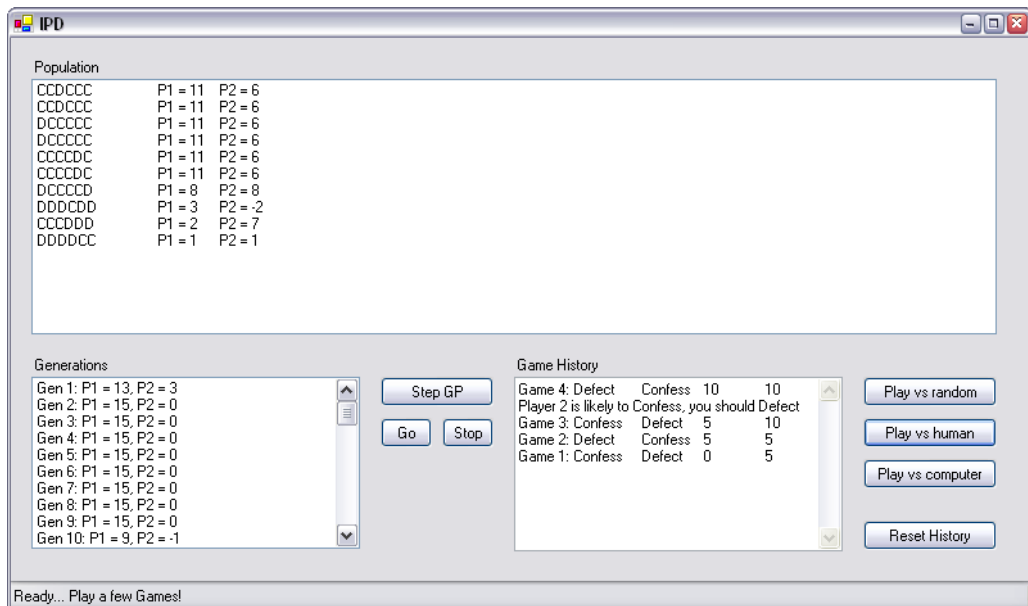 IPD
Population
CCDCCC P1 = 11 P2 = 6
CCDCCC P1 = 11 P2 = 6
DCCCCC P1 = 11 P2 = 6
DCCCCC P1 = 11 P2 = 6
CCCCDC P1 = 11 P2 = 6
CCCCDC P1 = 11 P2 = 6
DCCCCD P1 = 8 P2 = 8
DDDCDD P1 = 3 P2 = -2
CCCDDD P1 = 2 P2 = 7
DDDDCC P1 = 1 P2 = 1
Generations
Gen 1: P1 = 13, P2 = 3
Gen 2: P1 = 15, P2 = 0
Gen 3: P1 = 15, P2 = 0
Gen 4: P1 = 15, P2 = 0
Gen 5: P1 = 15, P2 = 0
Gen 6: P1 = 15, P2 = 0
Gen 7: P1 = 15, P2 = 0
Gen 8: P1 = 15, P2 = 0
Gen 9: P1 = 15, P2 = 0
Gen 10: P1 = 9, P2 = -1
Step GP
Go Stop
Game History
Game 4: Defect Confess 10 10
Player 2 is likely to Confess, you should Defect
Game 3: Confess Defect 5 10
Game 2: Defect Confess 5 5
Game 1: Confess Defect 0 5
Play vs random
Play vs human
Play vs computer
Reset History
Ready... Play a few Games!